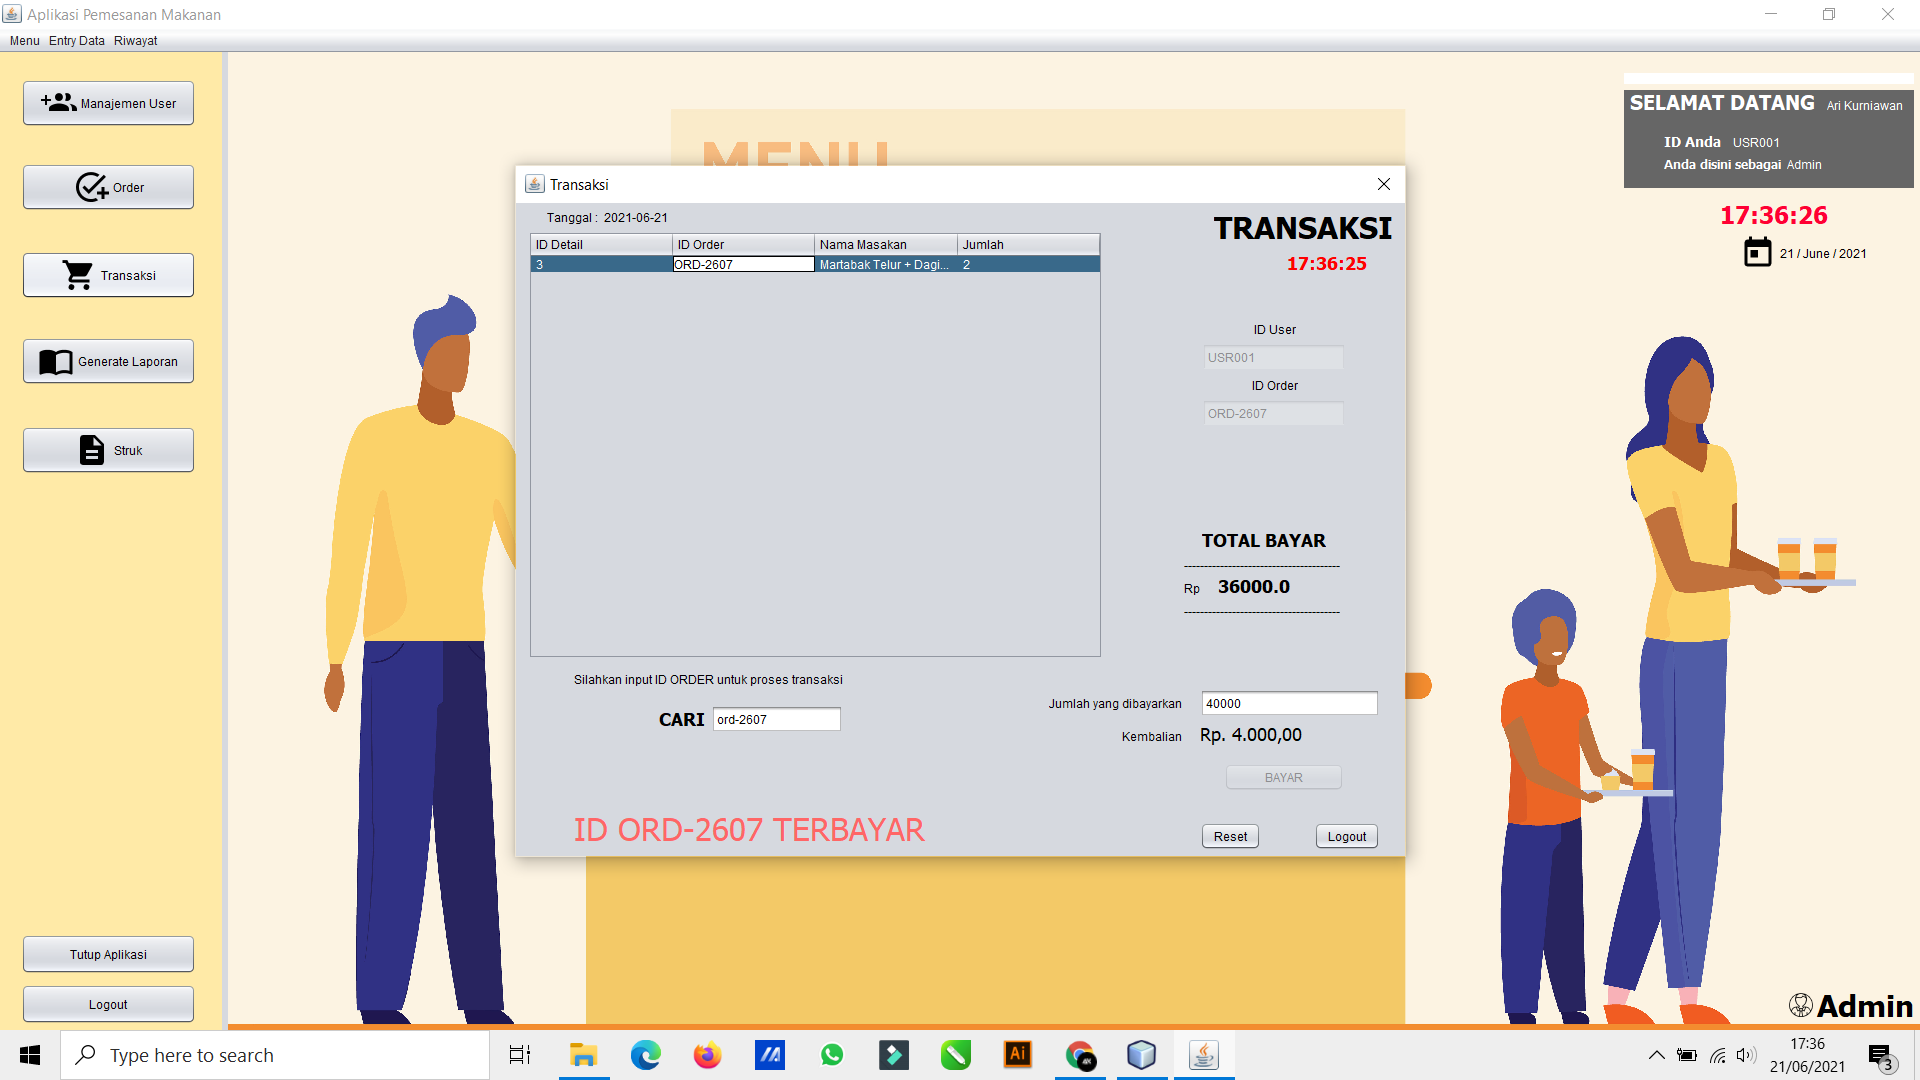 Aplikasi Pemesanan Makanan
Menu Entry Data Riwayat
Manajemen User
Order
Transaksi
Generate Laporan
Struk
Tutup Aplikasi
Logout
MENU
SELAMAT DATANG Ari Kurniawan
ID Anda USR001
Anda disini sebagai Admin
17:36:26
21 / June / 2021
Transaksi
Tanggal : 2021-06-21
ID Detail ID Order Nama Masakan Jumlah
3 ORD-2607 Martabak Telur + Dagi... 2
TRANSAKSI
17:36:25
ID User
USR001
ID Order
ORD-2607
TOTAL BAYAR
---------------------------------------
Rp 36000.0
---------------------------------------
Silahkan input ID ORDER untuk proses transaksi
CARI ord-2607
Jumlah yang dibayarkan 40000
Kembalian Rp. 4.000,00
BAYAR
ID ORD-2607 TERBAYAR
Reset Logout
Admin
Type here to search
Ai
17:36
21/06/2021
3